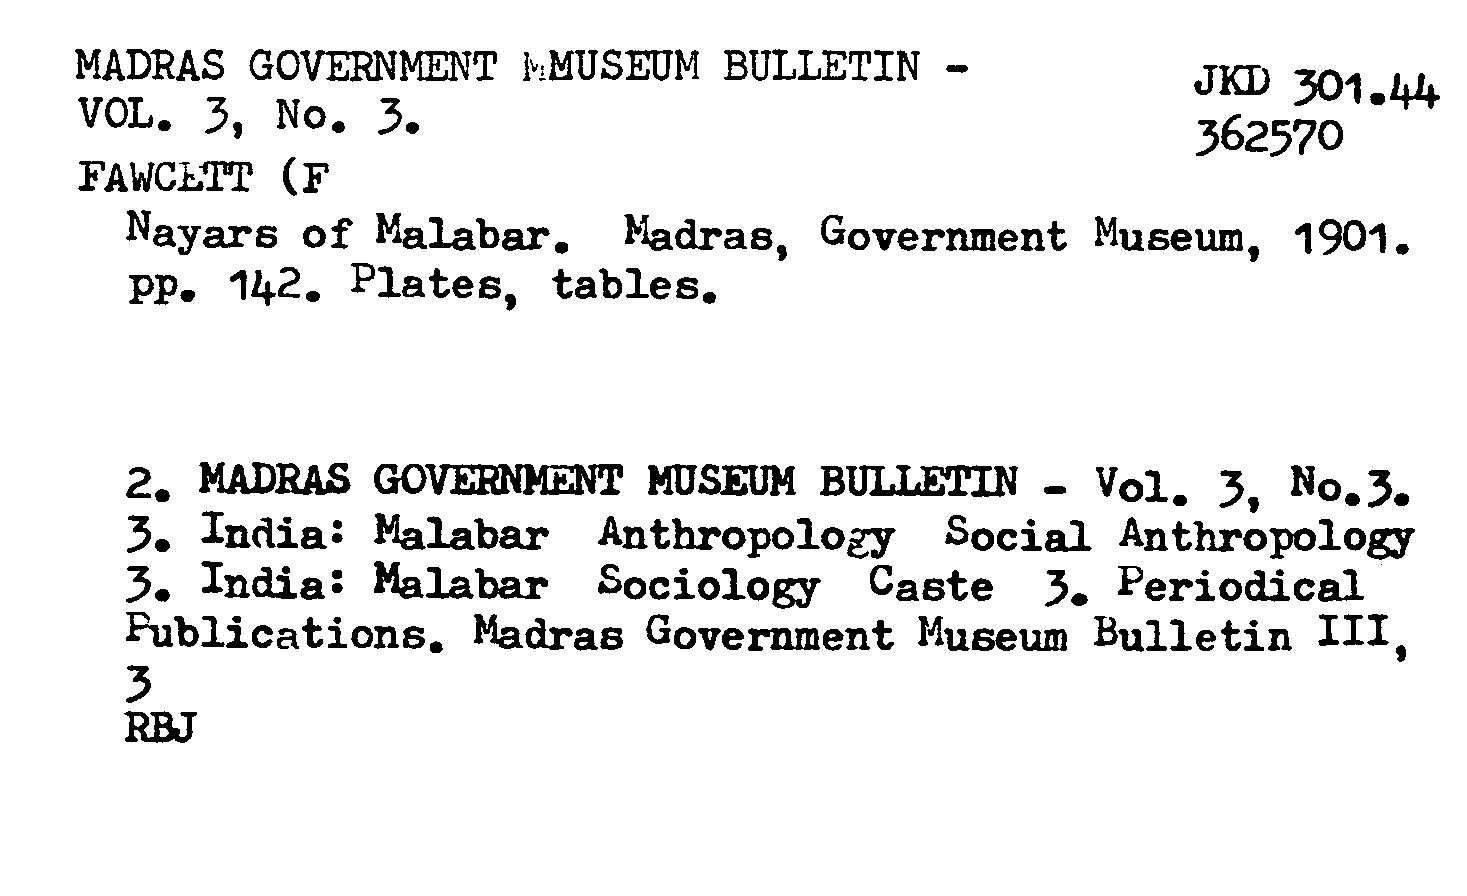 MADRAS GOVERNMENT MMUSEUM BULLETIN -
VOL. 3, No. 3.
JKD 301.44
362570
FAWCETT (F
Nayars of Malabar. Madras, Government Museum, 1901.
pp. 142. Plates, tables.
2. MADRAS GOVERNMENT MUSEUM BULLETIN - Vol. 3, No.3.
3. India: Malabar Anthropology Social Anthropology
3. India: Malabar Sociology Caste 3. Periodical
Publications. Madras Government Museum Bulletin III,
3
RBJ